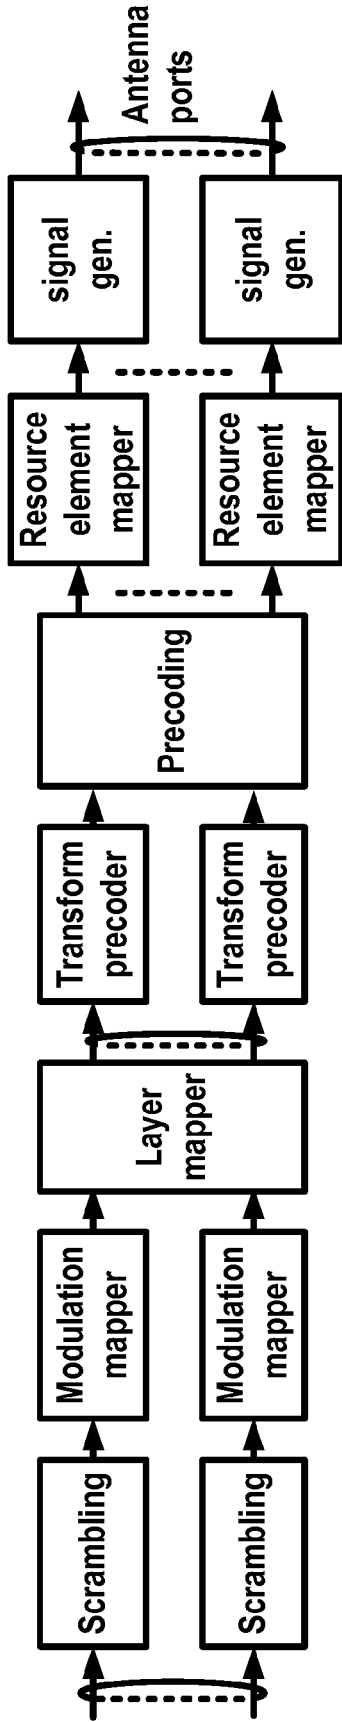 Scrambling
Scrambling
Modulation
mapper
Modulation
mapper
Layer
mapper
Transform
precoder
Transform
precoder
Precoding
Resource
element
mapper
Resource
element
mapper
signal
gen.
signal
gen.
Antenna
ports